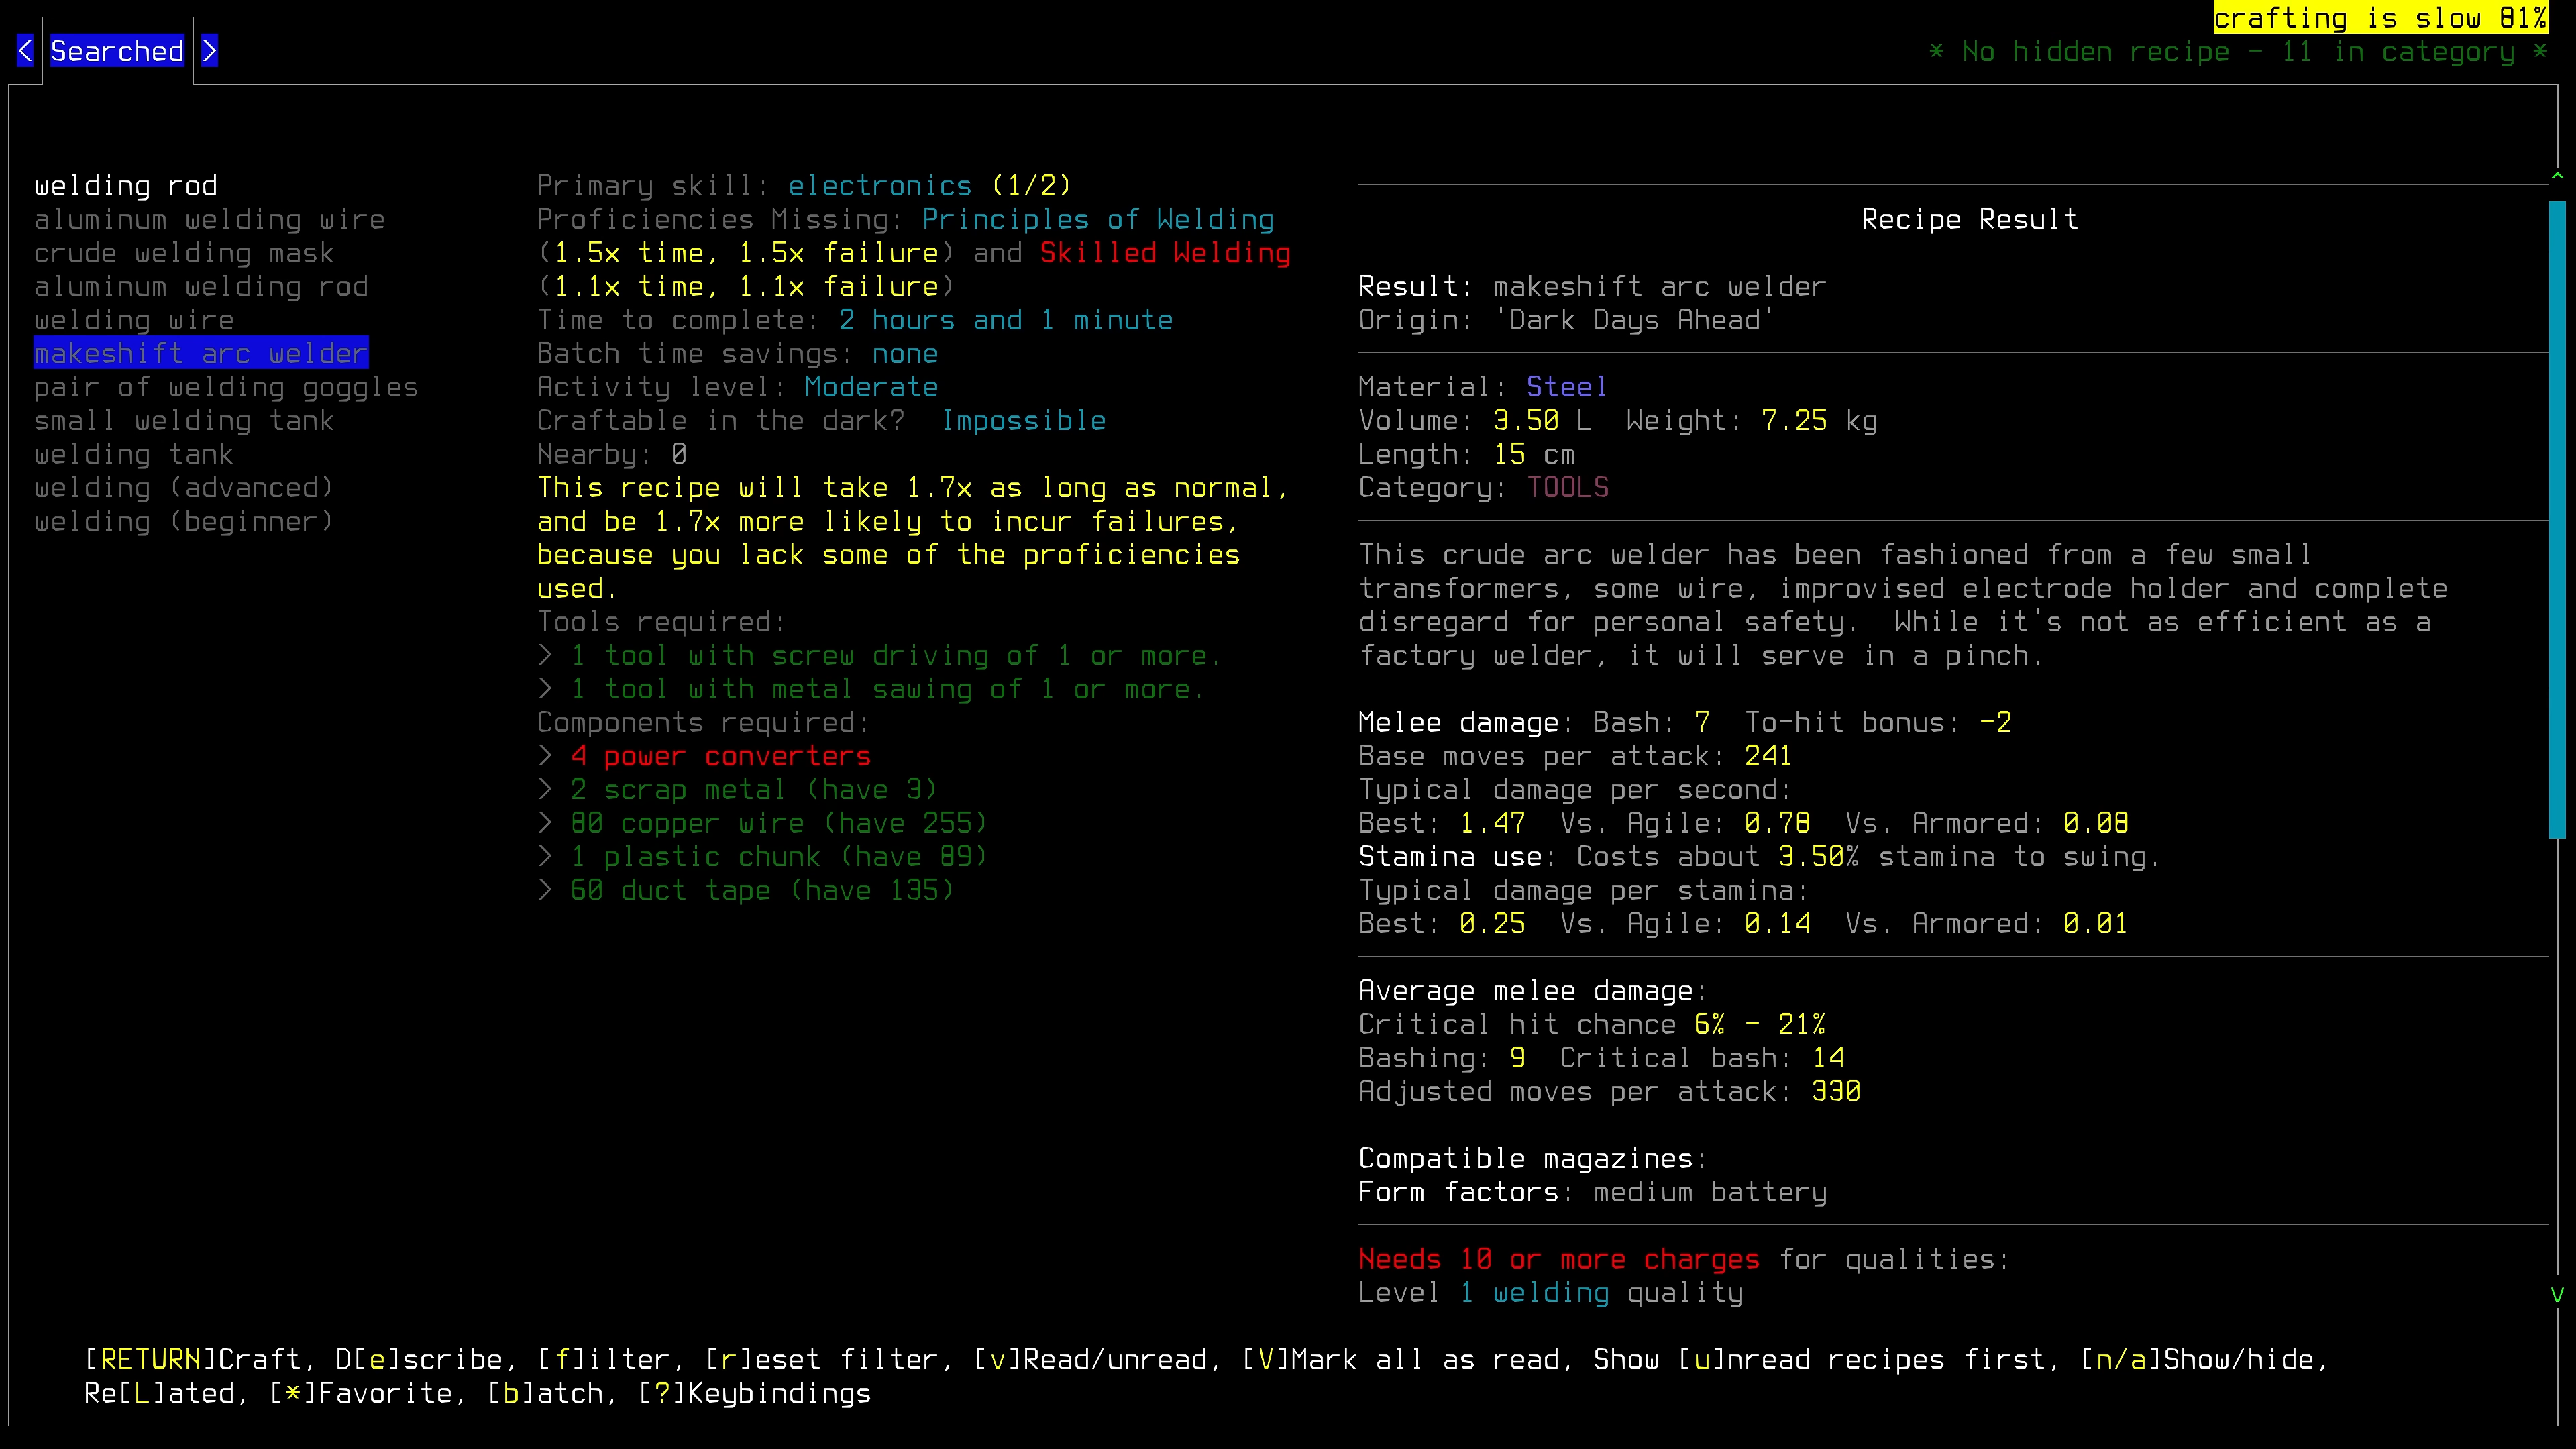 crafting is slow 81%
< Searched >
* No hidden recipe - 11 in category *
welding rod
aluminum welding wire
crude welding mask
aluminum welding rod
welding wire
makeshift arc welder
pair of welding goggles
small welding tank
welding tank
welding (advanced)
welding (beginner)
Primary skill: electronics (1/2)
Proficiencies Missing: Principles of Welding
(1.5x time, 1.5x failure) and Skilled Welding
(1.1x time, 1.1x failure)
Time to complete: 2 hours and 1 minute
Batch time savings: none
Activity level: Moderate
Craftable in the dark?  Impossible
Nearby: 0
This recipe will take 1.7x as long as normal,
and be 1.7x more likely to incur failures,
because you lack some of the proficiencies
used.
Tools required:
> 1 tool with screw driving of 1 or more.
> 1 tool with metal sawing of 1 or more.
Components required:
> 4 power converters
> 2 scrap metal (have 3)
> 80 copper wire (have 255)
> 1 plastic chunk (have 89)
> 60 duct tape (have 135)
Recipe Result
Result: makeshift arc welder
Origin: 'Dark Days Ahead'
Material: Steel
Volume: 3.50 L  Weight: 7.25 kg
Length: 15 cm
Category: TOOLS
This crude arc welder has been fashioned from a few small
transformers, some wire, improvised electrode holder and complete
disregard for personal safety.  While it's not as efficient as a
factory welder, it will serve in a pinch.
Melee damage: Bash: 7  To-hit bonus: -2
Base moves per attack: 241
Typical damage per second:
Best: 1.47  Vs. Agile: 0.78  Vs. Armored: 0.08
Stamina use: Costs about 3.50% stamina to swing.
Typical damage per stamina:
Best: 0.25  Vs. Agile: 0.14  Vs. Armored: 0.01
Average melee damage:
Critical hit chance 6% - 21%
Bashing: 9  Critical bash: 14
Adjusted moves per attack: 330
Compatible magazines:
Form factors: medium battery
Needs 10 or more charges for qualities:
Level 1 welding quality
[RETURN]Craft, D[e]scribe, [f]ilter, [r]eset filter, [v]Read/unread, [V]Mark all as read, Show [u]nread recipes first, [n/a]Show/hide,
Re[L]ated, [*]Favorite, [b]atch, [?]Keybindings